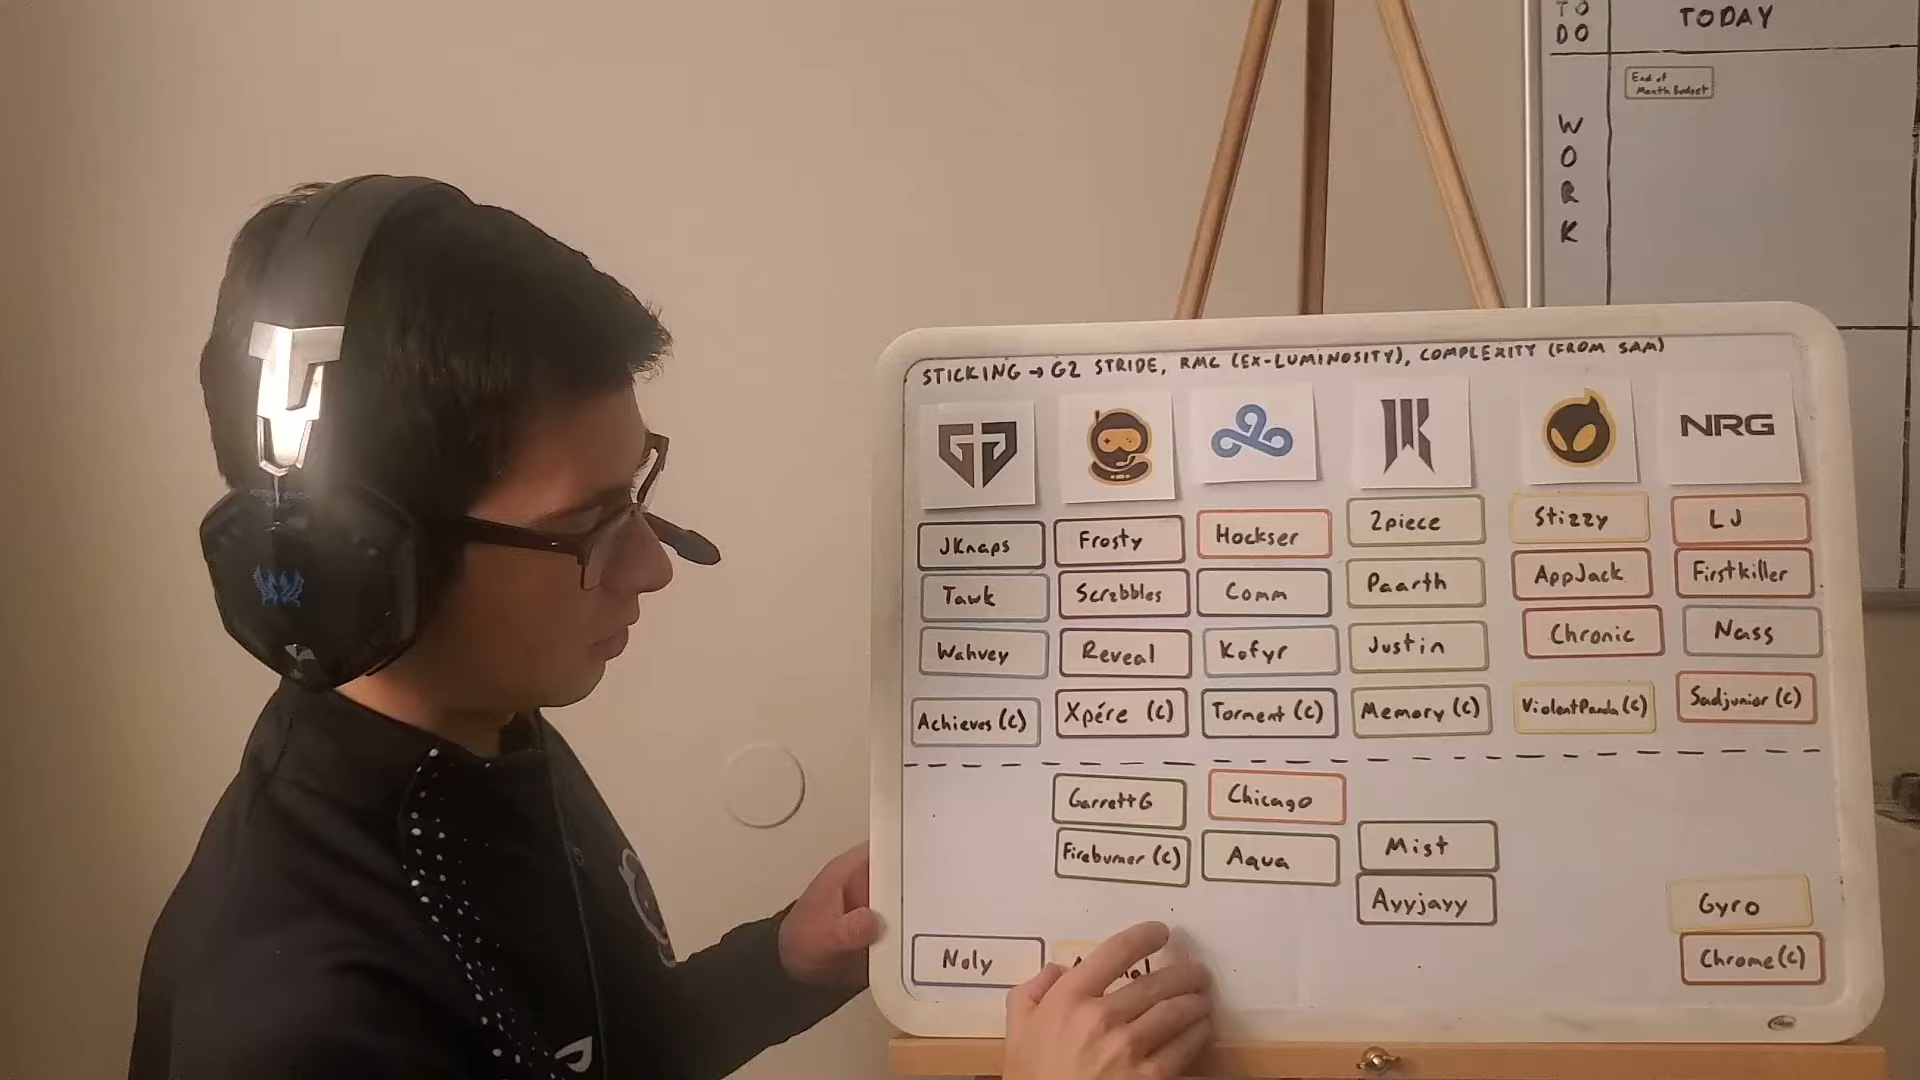 TO DO
TODAY
End of
Month Budget
WORK
STICKING → G2 STRIDE, RMC (EX-LUMINOSITY), COMPLEXITY (FROM SAM)
NRG
JKnaps
Frosty
Hockser
2piece
Stizzy
LJ
Tawk
Screbbles
Comm
Paarth
AppJack
Firstkiller
Wahvey
Reveal
Kofyr
Justin
Chronic
Nass
Achieves (C)
Xpére (C)
Torment (C)
Memory (C)
ViolentPanda (C)
Sadjunior (C)
GarrettG
Chicago
Fireburner (C)
Aqua
Mist
Ayyjayy
Gyro
Noly
Chrome (C)